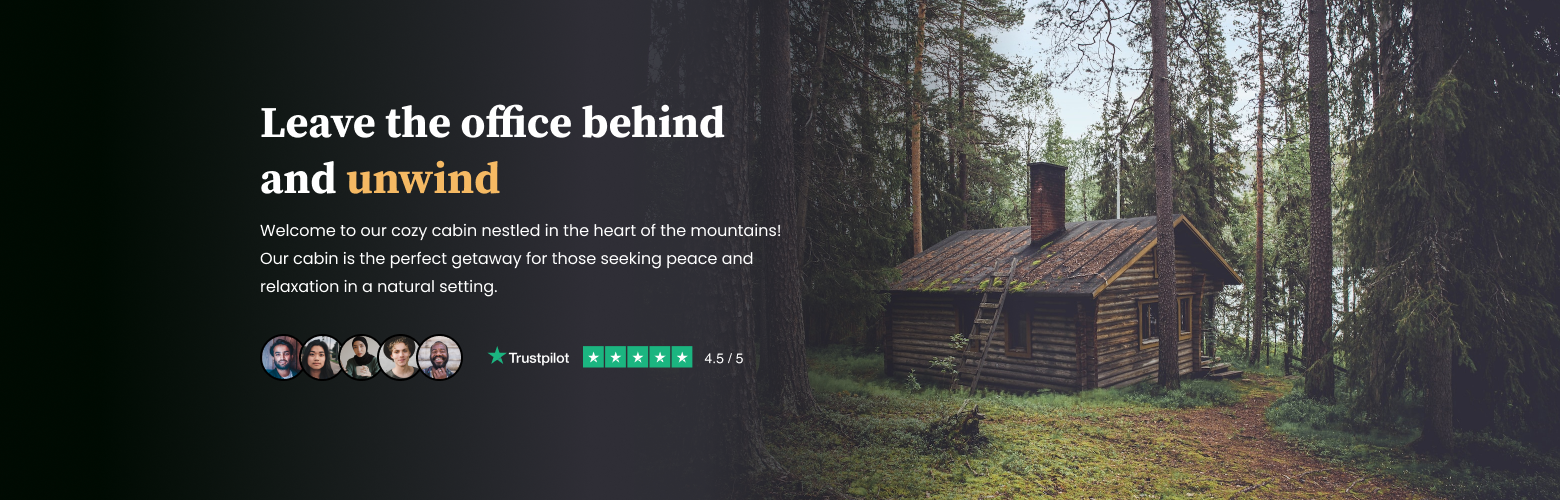 Leave the office behind
and unwind
Welcome to our cozy cabin nestled in the heart of the mountains!
Our cabin is the perfect getaway for those seeking peace and
relaxation in a natural setting.
Trustpilot 4.5 / 5